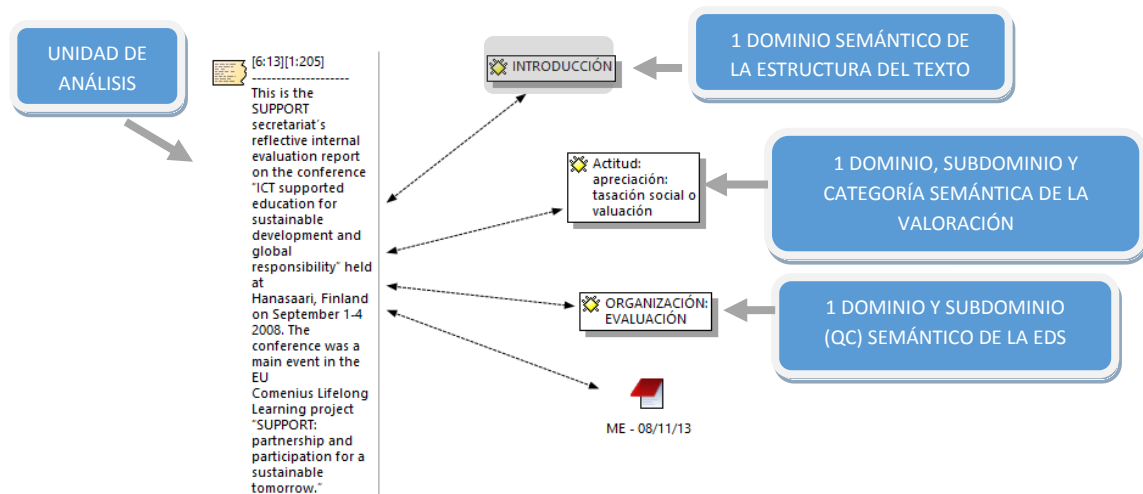 UNIDAD DE
ANÁLISIS
[6:13][1:205]
--------------------
This is the
SUPPORT
secretariat's
reflective internal
evaluation report
on the conference
"ICT supported
education for
sustainable
development and
global
responsibility" held
at
Hanasaari, Finland
on September 1-4
2008. The
conference was a
main event in the
EU
Comenius Lifelong
Learning project
"SUPPORT:
partnership and
participation for a
sustainable
tomorrow."
INTRODUCCIÓN
1 DOMINIO SEMÁNTICO DE
LA ESTRUCTURA DEL TEXTO
Actitud:
apreciación:
tasación social o
valuación
1 DOMINIO, SUBDOMINIO Y
CATEGORÍA SEMÁNTICA DE LA
VALORACIÓN
ORGANIZACIÓN:
EVALUACIÓN
1 DOMINIO Y SUBDOMINIO
(QC) SEMÁNTICO DE LA EDS
ME - 08/11/13